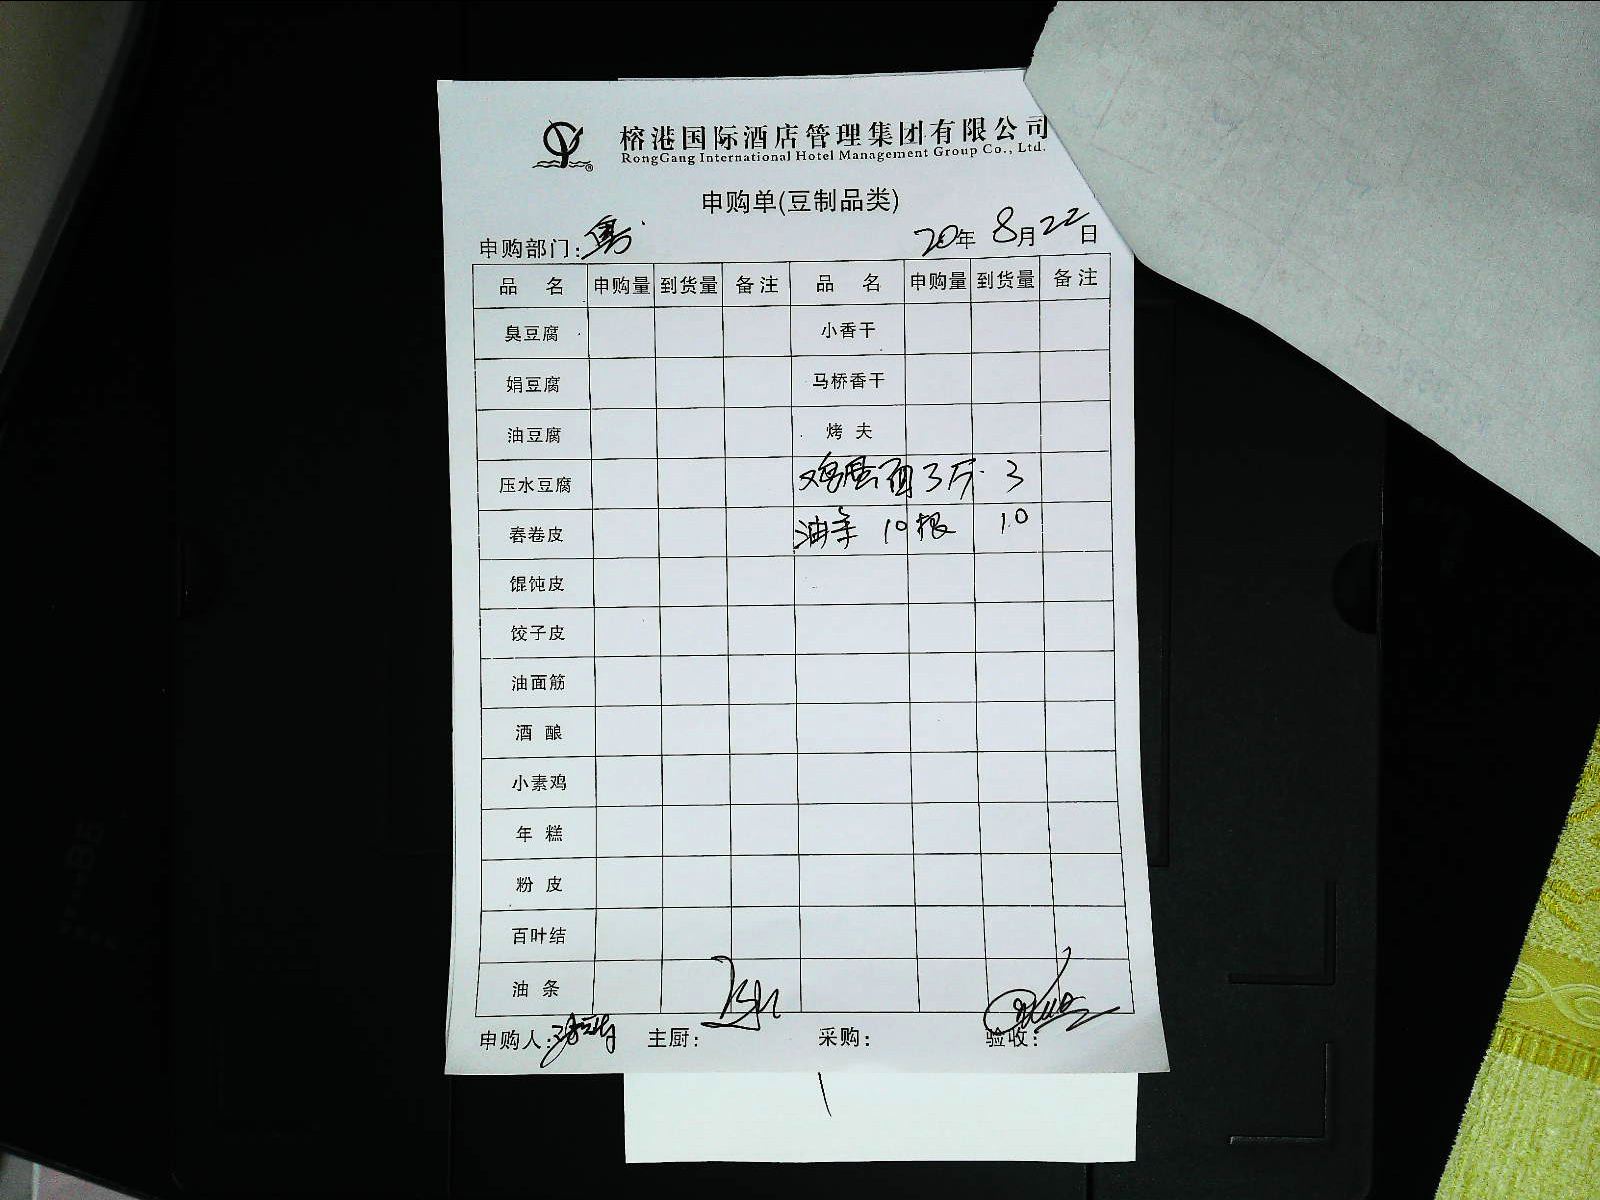 榕港国际酒店管理集团有限公司
RongGang International Hotel Management Group Co., Ltd.
申购单(豆制品类)
申购部门: 20年 8月22日
品 名 申购量 到货量 备注 品 名 申购量 到货量 备注
臭豆腐 小香干
娟豆腐 马桥香干
油豆腐 烤 夫
压水豆腐 鸡蛋面 3斤 3
春卷皮 油条 10根 10
馄饨皮
饺子皮
油面筋
酒 酿
小素鸡
年 糕
粉 皮
百叶结
油 条
申购人: 主厨: 采购: 验收: